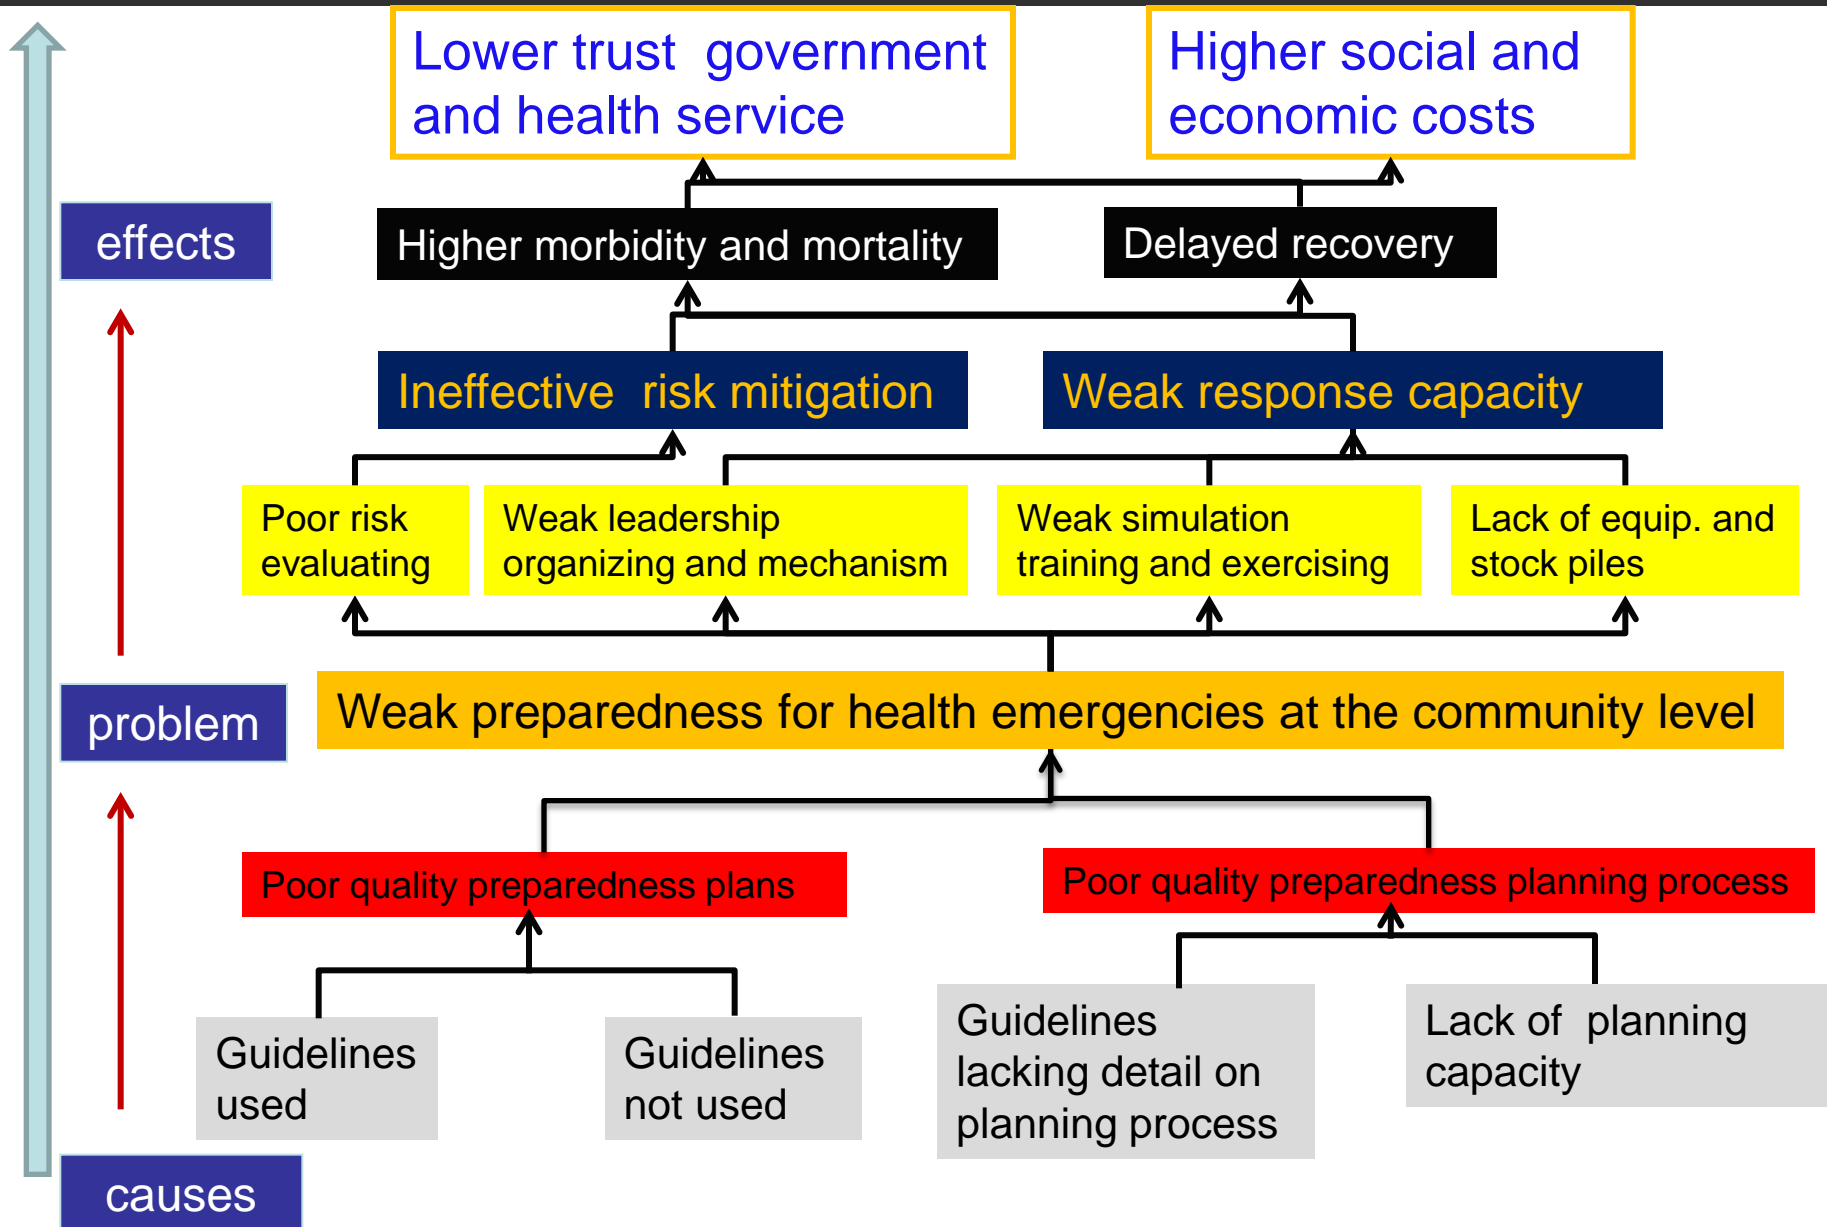 Lower trust  government
and health service
Higher social and
economic costs
effects
Higher morbidity and mortality
Delayed recovery
Ineffective  risk mitigation
Weak response capacity
Poor risk
evaluating
Weak leadership
organizing and mechanism
Weak simulation
training and exercising
Lack of equip. and
stock piles
problem
Weak preparedness for health emergencies at the community level
Poor quality preparedness plans
Poor quality preparedness planning process
Guidelines
used
Guidelines
not used
Guidelines
lacking detail on
planning process
Lack of  planning
capacity
causes